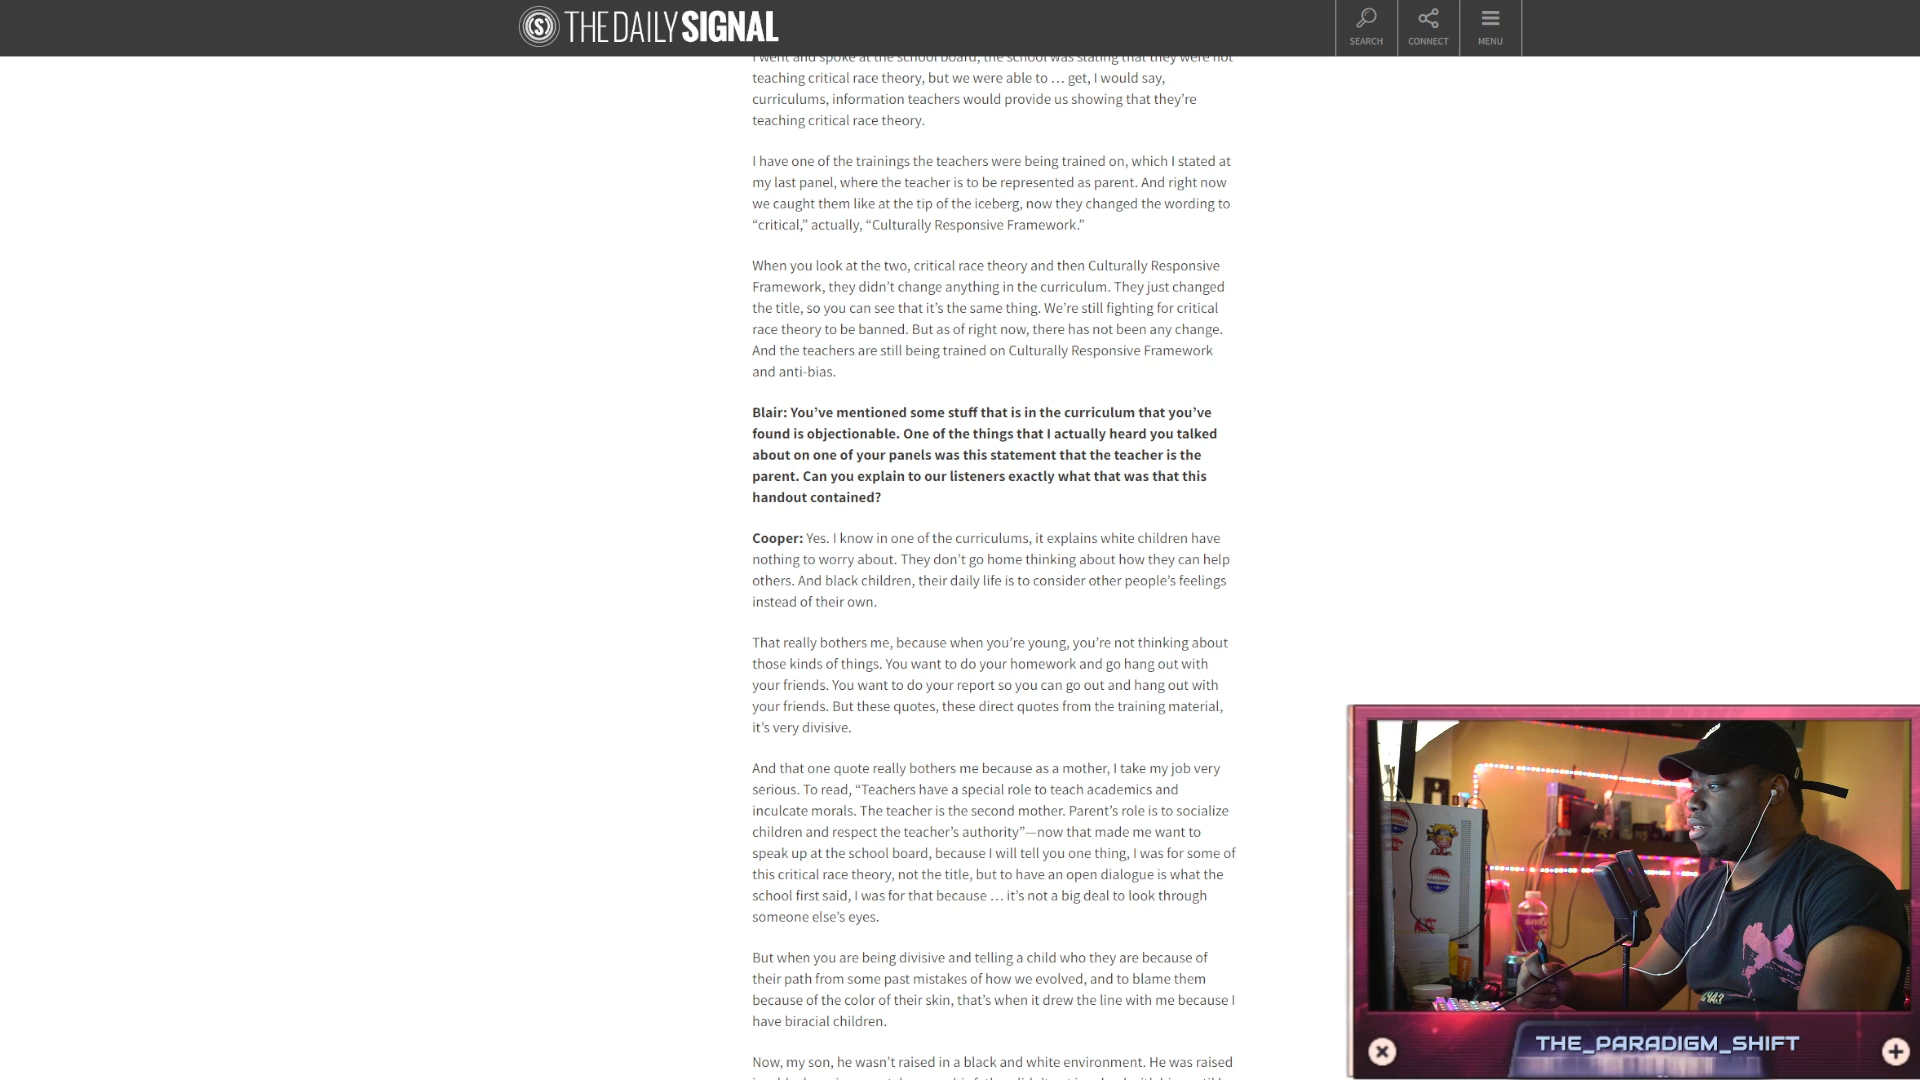 THE DAILY SIGNAL
SEARCH
CONNECT
MENU
I went and spoke at the school board, the school was stating that they were not
teaching critical race theory, but we were able to … get, I would say,
curriculums, information teachers would provide us showing that they’re
teaching critical race theory.
I have one of the trainings the teachers were being trained on, which I stated at
my last panel, where the teacher is to be represented as parent. And right now
we caught them like at the tip of the iceberg, now they changed the wording to
“critical,” actually, “Culturally Responsive Framework.”
When you look at the two, critical race theory and then Culturally Responsive
Framework, they didn’t change anything in the curriculum. They just changed
the title, so you can see that it’s the same thing. We’re still fighting for critical
race theory to be banned. But as of right now, there has not been any change.
And the teachers are still being trained on Culturally Responsive Framework
and anti-bias.
Blair: You’ve mentioned some stuff that is in the curriculum that you’ve
found is objectionable. One of the things that I actually heard you talked
about on one of your panels was this statement that the teacher is the
parent. Can you explain to our listeners exactly what that was that this
handout contained?
Cooper: Yes. I know in one of the curriculums, it explains white children have
nothing to worry about. They don’t go home thinking about how they can help
others. And black children, their daily life is to consider other people’s feelings
instead of their own.
That really bothers me, because when you’re young, you’re not thinking about
those kinds of things. You want to do your homework and go hang out with
your friends. You want to do your report so you can go out and hang out with
your friends. But these quotes, these direct quotes from the training material,
it’s very divisive.
And that one quote really bothers me because as a mother, I take my job very
serious. To read, “Teachers have a special role to teach academics and
inculcate morals. The teacher is the second mother. Parent’s role is to socialize
children and respect the teacher’s authority”—now that made me want to
speak up at the school board, because I will tell you one thing, I was for some of
this critical race theory, not the title, but to have an open dialogue is what the
school first said, I was for that because … it’s not a big deal to look through
someone else’s eyes.
But when you are being divisive and telling a child who they are because of
their path from some past mistakes of how we evolved, and to blame them
because of the color of their skin, that’s when it drew the line with me because I
have biracial children.
Now, my son, he wasn’t raised in a black and white environment. He was raised
THE_PARADIGM_SHIFT